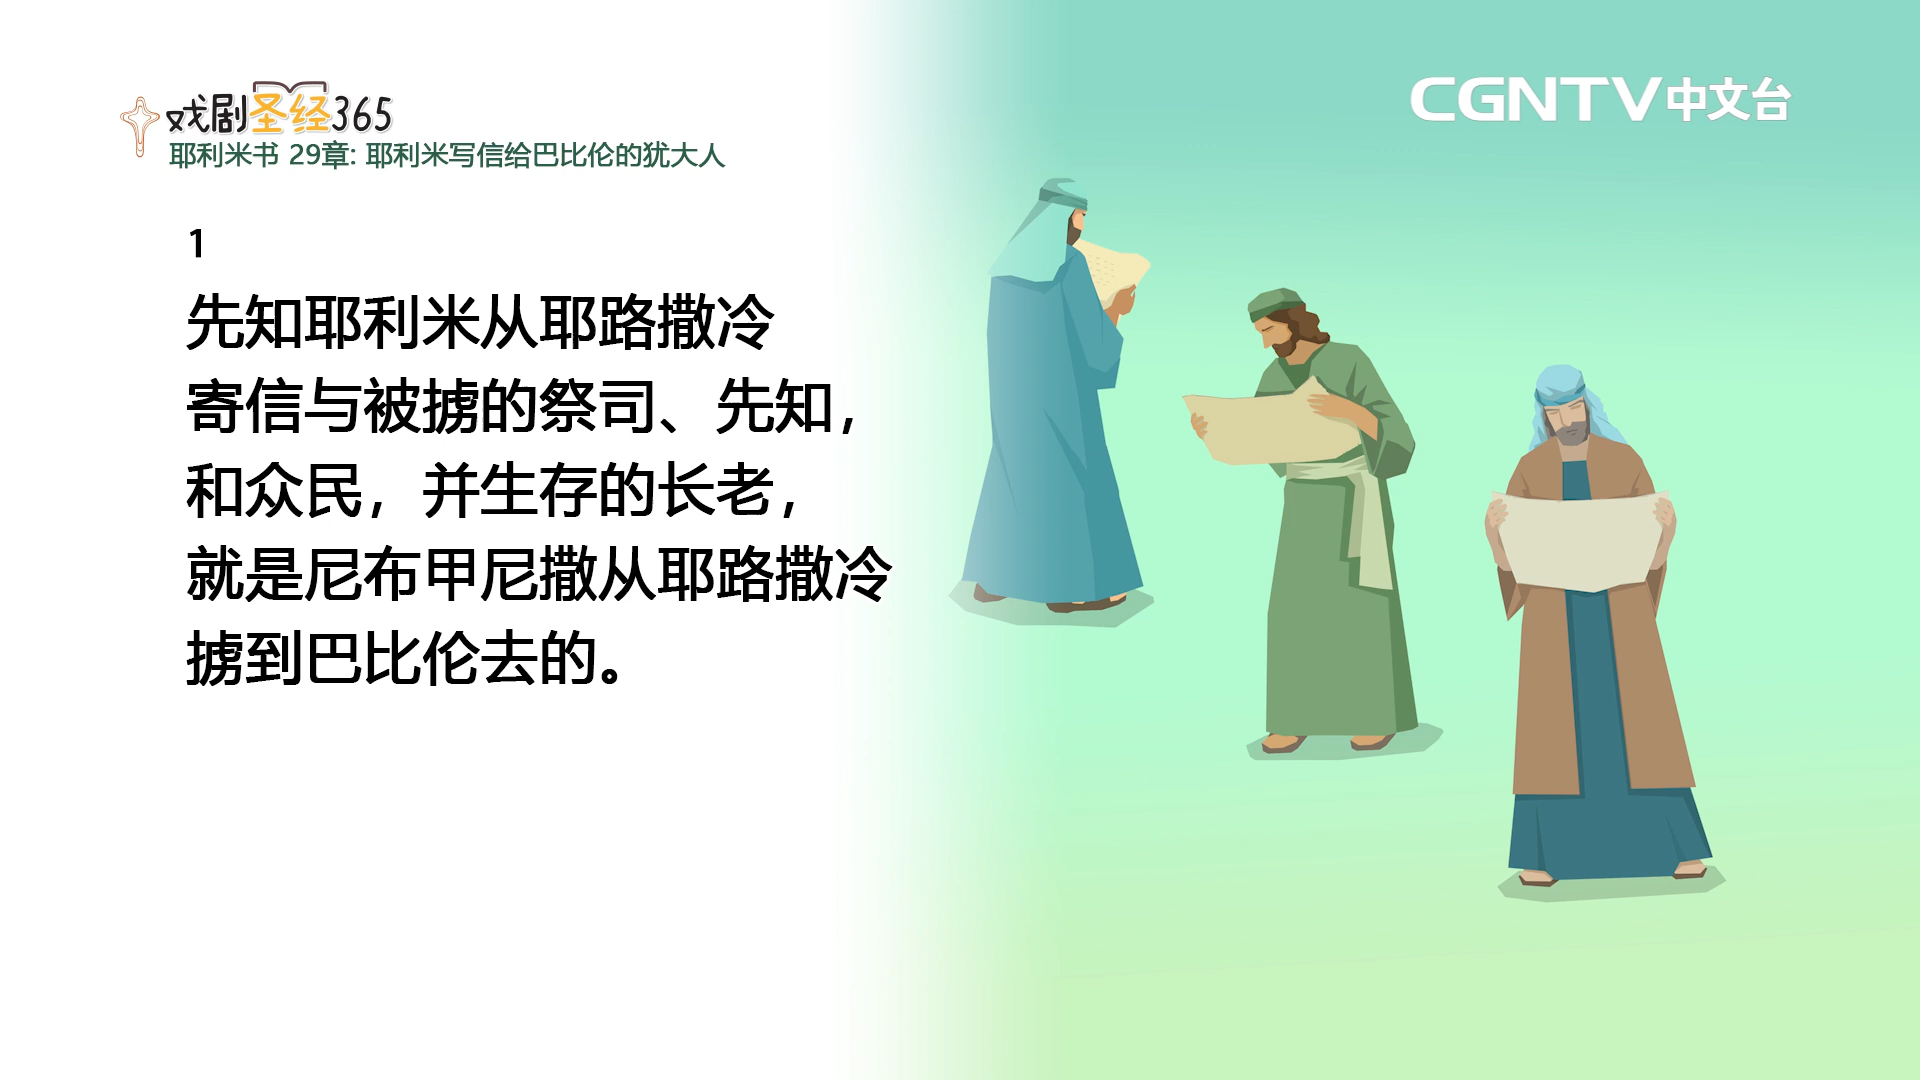 戏剧圣经365
CGNTV中文台
耶利米书 29章: 耶利米写信给巴比伦的犹大人
1
先知耶利米从耶路撒冷
寄信与被掳的祭司、先知，
和众民，并生存的长老，
就是尼布甲尼撒从耶路撒冷
掳到巴比伦去的。